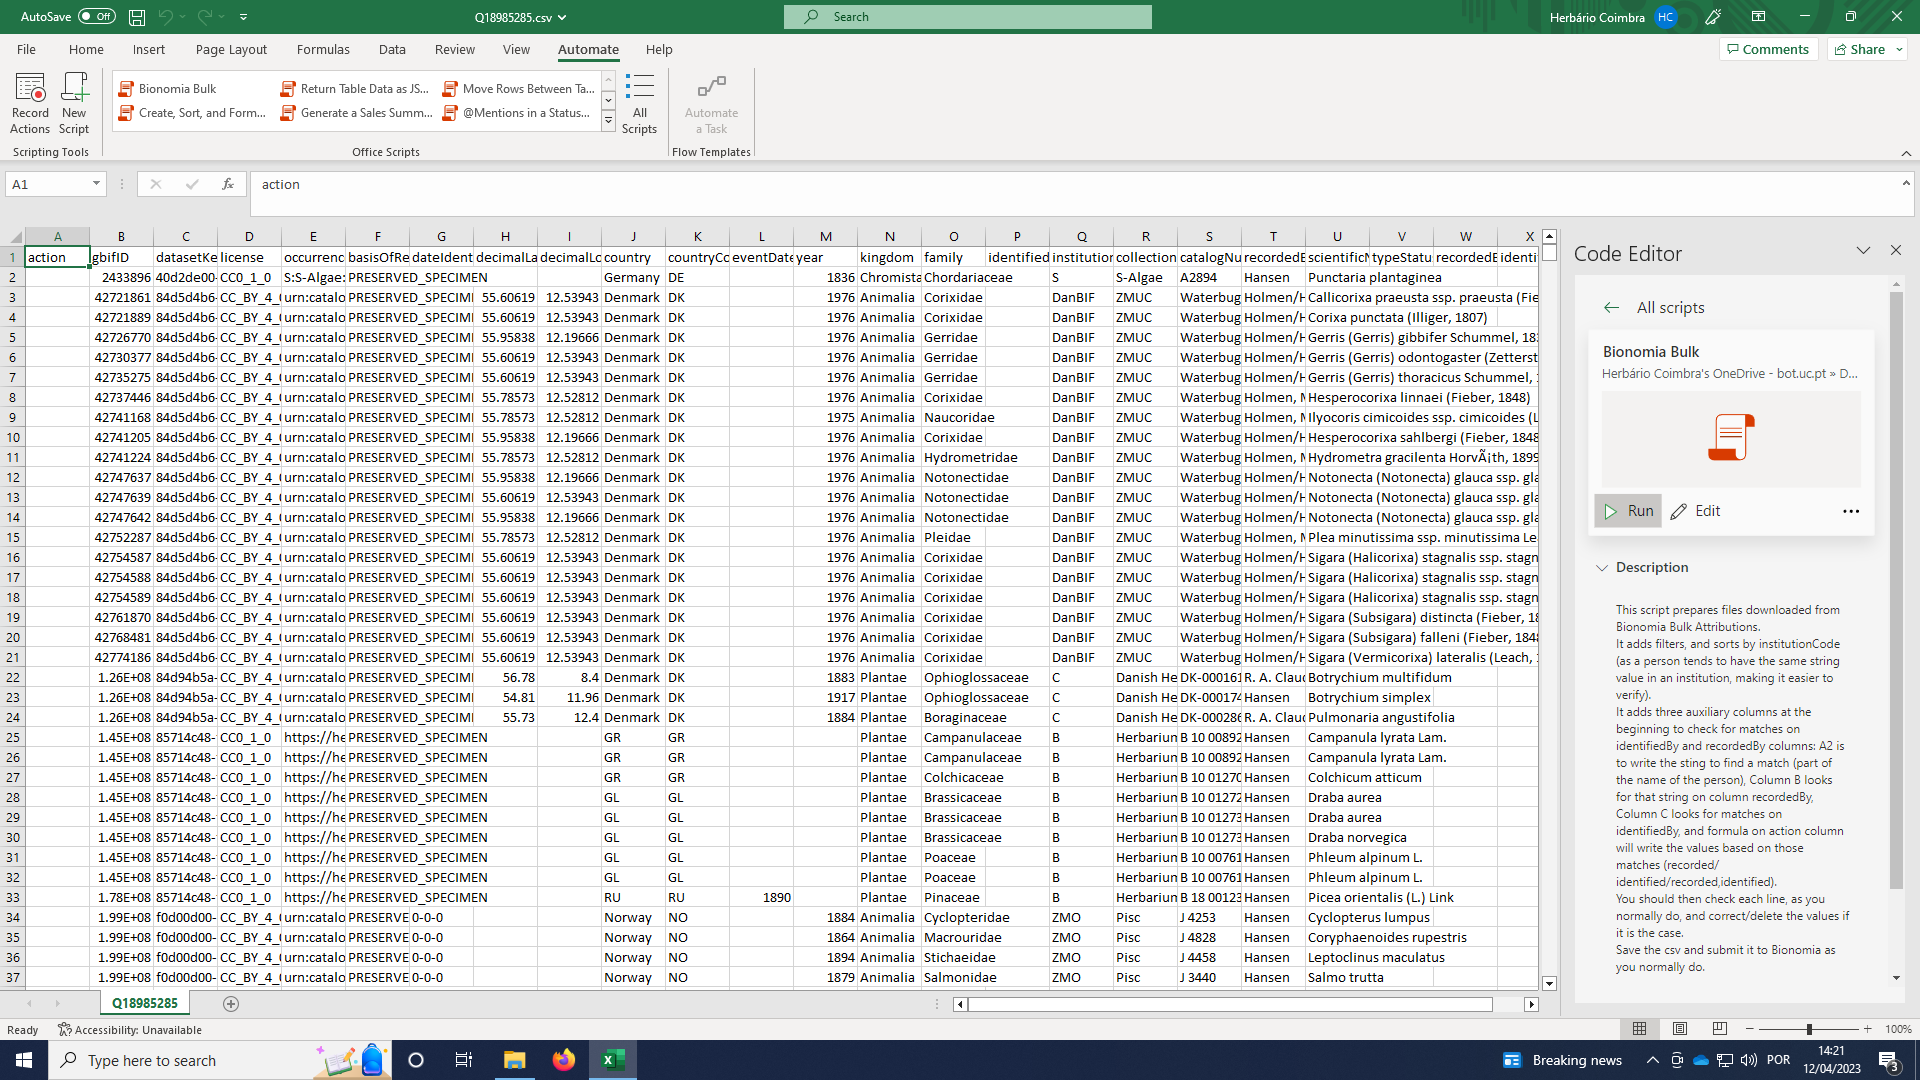 AutoSave Off Q18985285.csv Search Herbário Coimbra HC
File Home Insert Page Layout Formulas Data Review View Automate Help Comments Share
Bionomia Bulk Return Table Data as JS... Move Rows Between Ta...
Create, Sort, and Form... Generate a Sales Summ... @Mentions in a Status...
Record Actions New Script All Scripts Automate a Task
Scripting Tools Office Scripts Flow Templates
A1 fx action
A B C D E F G H I J K L M N O P Q R S T U V W X
1 action gbifID datasetKe license occurrenc basisOfRe dateIdent decimalLa decimalLo country countryCo eventDate year kingdom family identified institution collection catalogNu recordedE scientificN typeStatu recordedE identi
2 2433896 40d2de00- CC0_1_0 S:S-Algae: PRESERVED_SPECIMEN Germany DE 1836 Chromista Chordariaceae S S-Algae A2894 Hansen Punctaria plantaginea
3 42721861 84d5d4b6- CC_BY_4_( urn:catalo PRESERVED_SPECIMI 55.60619 12.53943 Denmark DK 1976 Animalia Corixidae DanBIF ZMUC Waterbug Holmen/H Callicorixa praeusta ssp. praeusta (Fie
4 42721889 84d5d4b6- CC_BY_4_( urn:catalo PRESERVED_SPECIMI 55.60619 12.53943 Denmark DK 1976 Animalia Corixidae DanBIF ZMUC Waterbug Holmen/H Corixa punctata (Illiger, 1807)
5 42726770 84d5d4b6- CC_BY_4_( urn:catalo PRESERVED_SPECIMI 55.95838 12.19666 Denmark DK 1976 Animalia Gerridae DanBIF ZMUC Waterbug Holmen/H Gerris (Gerris) gibbifer Schummel, 183
6 42730377 84d5d4b6- CC_BY_4_( urn:catalo PRESERVED_SPECIMI 55.60619 12.53943 Denmark DK 1976 Animalia Gerridae DanBIF ZMUC Waterbug Holmen/H Gerris (Gerris) odontogaster (Zetterst
7 42735275 84d5d4b6- CC_BY_4_( urn:catalo PRESERVED_SPECIMI 55.60619 12.53943 Denmark DK 1976 Animalia Gerridae DanBIF ZMUC Waterbug Holmen/H Gerris (Gerris) thoracicus Schummel, 1
8 42737446 84d5d4b6- CC_BY_4_( urn:catalo PRESERVED_SPECIMI 55.78573 12.52812 Denmark DK 1976 Animalia Corixidae DanBIF ZMUC Waterbug Holmen, M Hesperocorixa linnaei (Fieber, 1848)
9 42741168 84d5d4b6- CC_BY_4_( urn:catalo PRESERVED_SPECIMI 55.78573 12.52812 Denmark DK 1975 Animalia Naucoridae DanBIF ZMUC Waterbug Holmen, M Ilyocoris cimicoides ssp. cimicoides (L
10 42741205 84d5d4b6- CC_BY_4_( urn:catalo PRESERVED_SPECIMI 55.95838 12.19666 Denmark DK 1976 Animalia Corixidae DanBIF ZMUC Waterbug Holmen/H Hesperocorixa sahlbergi (Fieber, 1848
11 42741224 84d5d4b6- CC_BY_4_( urn:catalo PRESERVED_SPECIMI 55.78573 12.52812 Denmark DK 1976 Animalia Hydrometridae DanBIF ZMUC Waterbug Holmen, M Hydrometra gracilenta HorvÃ¡th, 1899
12 42747637 84d5d4b6- CC_BY_4_( urn:catalo PRESERVED_SPECIMI 55.95838 12.19666 Denmark DK 1976 Animalia Notonectidae DanBIF ZMUC Waterbug Holmen/H Notonecta (Notonecta) glauca ssp. gla
13 42747639 84d5d4b6- CC_BY_4_( urn:catalo PRESERVED_SPECIMI 55.60619 12.53943 Denmark DK 1976 Animalia Notonectidae DanBIF ZMUC Waterbug Holmen/H Notonecta (Notonecta) glauca ssp. gla
14 42747642 84d5d4b6- CC_BY_4_( urn:catalo PRESERVED_SPECIMI 55.95838 12.19666 Denmark DK 1976 Animalia Notonectidae DanBIF ZMUC Waterbug Holmen/H Notonecta (Notonecta) glauca ssp. gla
15 42752287 84d5d4b6- CC_BY_4_( urn:catalo PRESERVED_SPECIMI 55.78573 12.52812 Denmark DK 1976 Animalia Pleidae DanBIF ZMUC Waterbug Holmen, M Plea minutissima ssp. minutissima Le
16 42754587 84d5d4b6- CC_BY_4_( urn:catalo PRESERVED_SPECIMI 55.60619 12.53943 Denmark DK 1976 Animalia Corixidae DanBIF ZMUC Waterbug Holmen/H Sigara (Halicorixa) stagnalis ssp. stagn
17 42754588 84d5d4b6- CC_BY_4_( urn:catalo PRESERVED_SPECIMI 55.60619 12.53943 Denmark DK 1976 Animalia Corixidae DanBIF ZMUC Waterbug Holmen/H Sigara (Halicorixa) stagnalis ssp. stagn
18 42754589 84d5d4b6- CC_BY_4_( urn:catalo PRESERVED_SPECIMI 55.60619 12.53943 Denmark DK 1976 Animalia Corixidae DanBIF ZMUC Waterbug Holmen/H Sigara (Halicorixa) stagnalis ssp. stagn
19 42761870 84d5d4b6- CC_BY_4_( urn:catalo PRESERVED_SPECIMI 55.60619 12.53943 Denmark DK 1976 Animalia Corixidae DanBIF ZMUC Waterbug Holmen/H Sigara (Subsigara) distincta (Fieber, 18
20 42768481 84d5d4b6- CC_BY_4_( urn:catalo PRESERVED_SPECIMI 55.60619 12.53943 Denmark DK 1976 Animalia Corixidae DanBIF ZMUC Waterbug Holmen/H Sigara (Subsigara) falleni (Fieber, 1848
21 42774186 84d5d4b6- CC_BY_4_( urn:catalo PRESERVED_SPECIMI 55.60619 12.53943 Denmark DK 1976 Animalia Corixidae DanBIF ZMUC Waterbug Holmen/H Sigara (Vermicorixa) lateralis (Leach, 1
22 1.26E+08 84d94b5a- CC_BY_4_( urn:catalo PRESERVED_SPECIMI 56.78 8.4 Denmark DK 1883 Plantae Ophioglossaceae C Danish He DK-000161 R. A. Clauc Botrychium multifidum
23 1.26E+08 84d94b5a- CC_BY_4_( urn:catalo PRESERVED_SPECIMI 54.81 11.96 Denmark DK 1917 Plantae Ophioglossaceae C Danish He DK-000174 Hansen Botrychium simplex
24 1.26E+08 84d94b5a- CC_BY_4_( urn:catalo PRESERVED_SPECIMI 55.73 12.4 Denmark DK 1884 Plantae Boraginaceae C Danish He DK-000286 R. A. Clauc Pulmonaria angustifolia
25 1.45E+08 85714c48- CC0_1_0 https://he PRESERVED_SPECIMEN GR GR Plantae Campanulaceae B Herbariun B 10 00892 Hansen Campanula lyrata Lam.
26 1.45E+08 85714c48- CC0_1_0 https://he PRESERVED_SPECIMEN GR GR Plantae Campanulaceae B Herbariun B 10 00892 Hansen Campanula lyrata Lam.
27 1.45E+08 85714c48- CC0_1_0 https://he PRESERVED_SPECIMEN GR GR Plantae Colchicaceae B Herbariun B 10 01270 Hansen Colchicum atticum
28 1.45E+08 85714c48- CC0_1_0 https://he PRESERVED_SPECIMEN GL GL Plantae Brassicaceae B Herbariun B 10 01272 Hansen Draba aurea
29 1.45E+08 85714c48- CC0_1_0 https://he PRESERVED_SPECIMEN GL GL Plantae Brassicaceae B Herbariun B 10 01273 Hansen Draba aurea
30 1.45E+08 85714c48- CC0_1_0 https://he PRESERVED_SPECIMEN GL GL Plantae Brassicaceae B Herbariun B 10 01273 Hansen Draba norvegica
31 1.45E+08 85714c48- CC0_1_0 https://he PRESERVED_SPECIMEN GL GL Plantae Poaceae B Herbariun B 10 00761 Hansen Phleum alpinum L.
32 1.45E+08 85714c48- CC0_1_0 https://he PRESERVED_SPECIMEN GL GL Plantae Poaceae B Herbariun B 10 00761 Hansen Phleum alpinum L.
33 1.78E+08 85714c48- CC0_1_0 https://he PRESERVED_SPECIMEN RU RU 1890 Plantae Pinaceae B Herbariun B 18 00123 Hansen Picea orientalis (L.) Link
34 1.99E+08 f0d00d00- CC_BY_4_( urn:catalo PRESERVE 0-0-0 Norway NO 1884 Animalia Cyclopteridae ZMO Pisc J 4253 Hansen Cyclopterus lumpus
35 1.99E+08 f0d00d00- CC_BY_4_( urn:catalo PRESERVE 0-0-0 Norway NO 1864 Animalia Macrouridae ZMO Pisc J 4828 Hansen Coryphaenoides rupestris
36 1.99E+08 f0d00d00- CC_BY_4_( urn:catalo PRESERVE 0-0-0 Norway NO 1894 Animalia Stichaeidae ZMO Pisc J 4458 Hansen Leptoclinus maculatus
37 1.99E+08 f0d00d00- CC_BY_4_( urn:catalo PRESERVE 0-0-0 Norway NO 1879 Animalia Salmonidae ZMO Pisc J 3440 Hansen Salmo trutta
Code Editor
All scripts
Bionomia Bulk
Herbário Coimbra's OneDrive - bot.uc.pt » D...
Run Edit
Description
This script prepares files downloaded from
Bionomia Bulk Attributions.
It adds filters, and sorts by institutionCode
(as a person tends to have the same string
value in an institution, making it easier to
verify).
It adds three auxiliary columns at the
beginning to check for matches on
identifiedBy and recordedBy columns: A2 is
to write the sting to find a match (part of
the name of the person), Column B looks
for that string on column recordedBy,
Column C looks for matches on
identifiedBy, and formula on action column
will write the values based on those
matches (recorded/
identified/recorded,identified).
You should then check each line, as you
normally do, and correct/delete the values if
it is the case.
Save the csv and submit it to Bionomia as
you normally do.
Q18985285
Ready Accessibility: Unavailable 100%
Type here to search Breaking news POR 14:21
12/04/2023 3